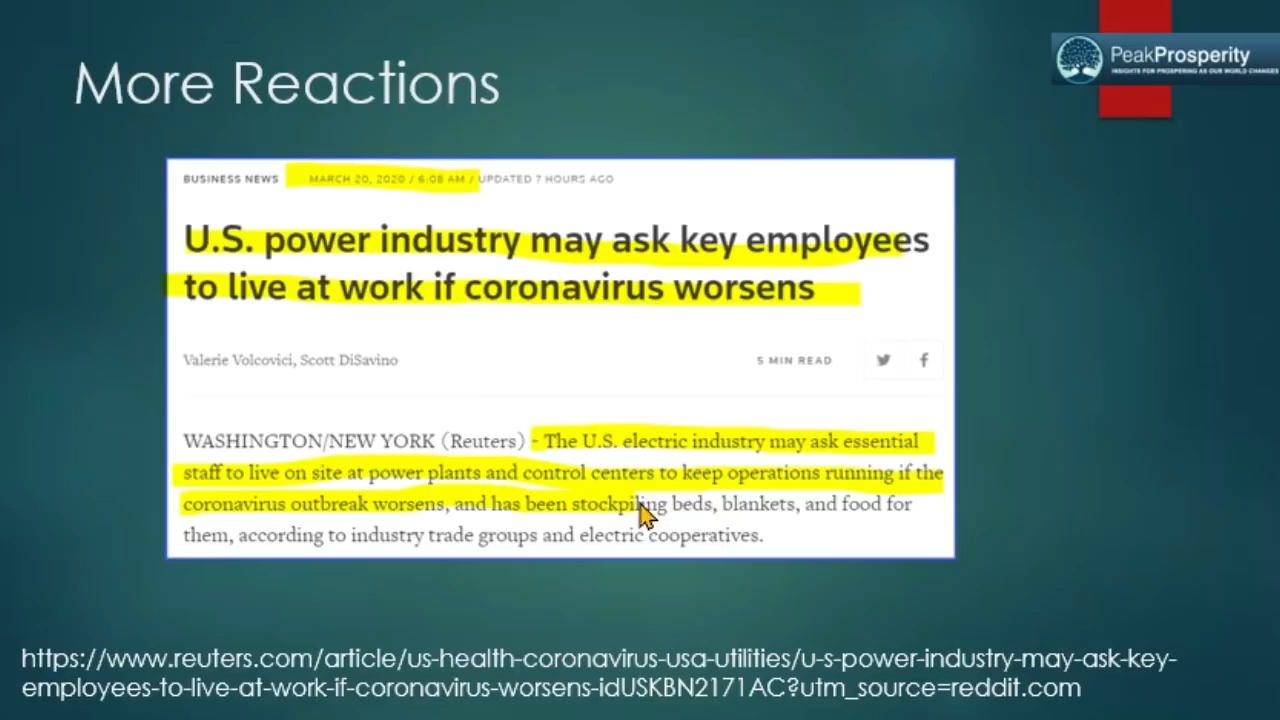 More Reactions
PeakProsperity
INSIGHTS FOR PROSPERING AS OUR WORLD CHANGES
BUSINESS NEWS MARCH 20, 2020 / 6:08 AM / UPDATED 7 HOURS AGO
U.S. power industry may ask key employees
to live at work if coronavirus worsens
Valerie Volcovici, Scott DiSavino 5 MIN READ
WASHINGTON/NEW YORK (Reuters) - The U.S. electric industry may ask essential
staff to live on site at power plants and control centers to keep operations running if the
coronavirus outbreak worsens, and has been stockpiling beds, blankets, and food for
them, according to industry trade groups and electric cooperatives.
https://www.reuters.com/article/us-health-coronavirus-usa-utilities/u-s-power-industry-may-ask-key-
employees-to-live-at-work-if-coronavirus-worsens-idUSKBN2171AC?utm_source=reddit.com